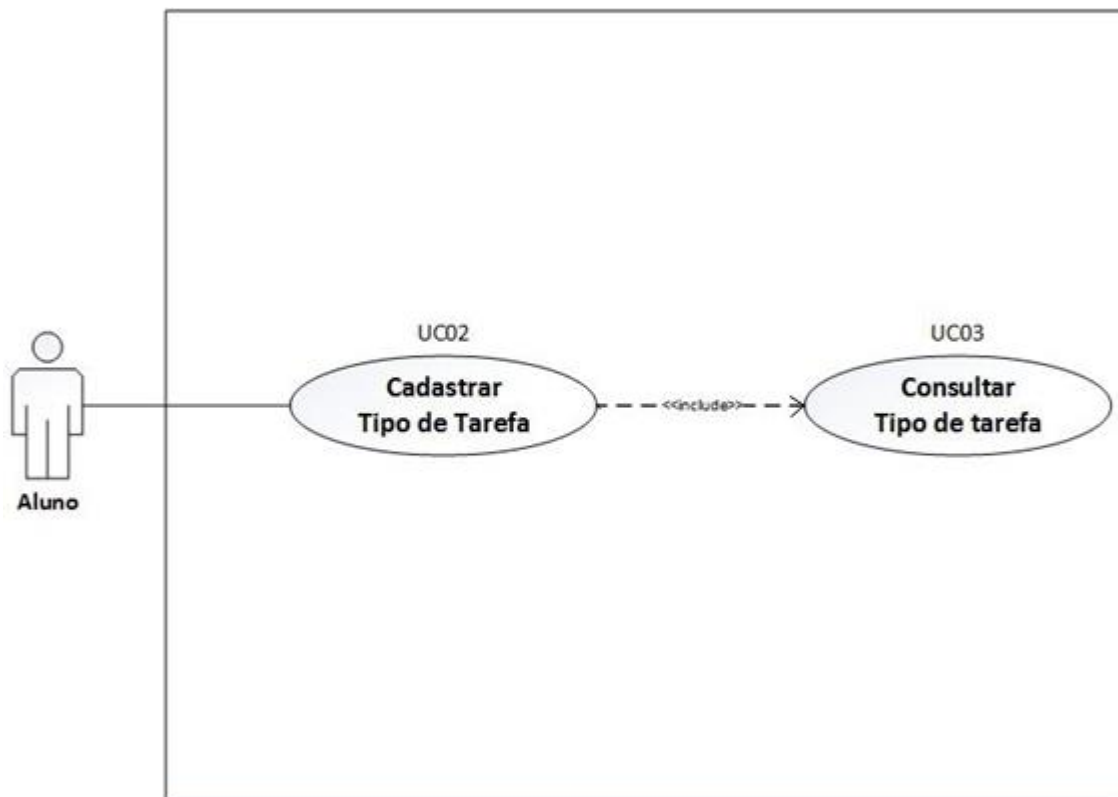 UC02
Cadastrar
Tipo de Tarefa
<<include>>
UC03
Consultar
Tipo de tarefa
Aluno